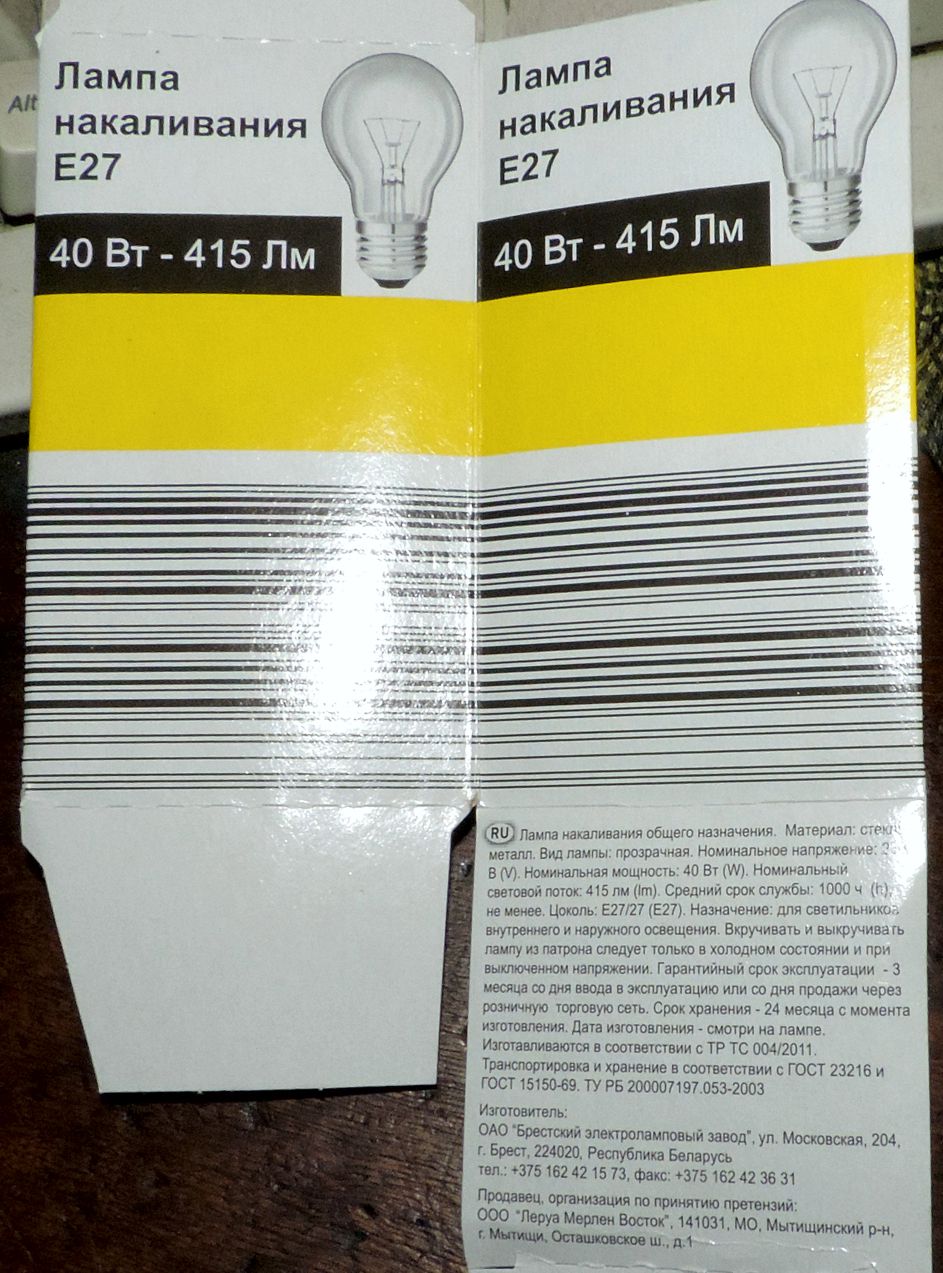 Alt
Лампа
накаливания
E27
40 Вт - 415 Лм
Лампа
накаливания
E27
40 Вт - 415 Лм
RU Лампа накаливания общего назначения. Материал:
металл. Вид лампы: прозрачная. Номинальное напряжение:
В (V). Номинальная мощность: 40 Вт (W). Номинальный
световой поток: 415 лм (lm). Средний срок службы: 1000 ч (h),
не менее. Цоколь: E27/27 (E27). Назначение: для светильников
внутреннего и наружного освещения. Вкручивать и выкручивать
лампу из патрона следует только в холодном состоянии и при
выключенном напряжении. Гарантийный срок эксплуатации - 3
месяца со дня ввода в эксплуатацию или со дня продажи через
розничную торговую сеть. Срок хранения - 24 месяца с момента
изготовления. Дата изготовления - смотри на лампе.
Изготавливаются в соответствии с ТР ТС 004/2011.
Транспортировка и хранение в соответствии с ГОСТ 23216 и
ГОСТ 15150-69. ТУ РБ 200007197.053-2003
Изготовитель:
ОАО "Брестский электроламповый завод", ул. Московская, 204,
г. Брест, 224020, Республика Беларусь
тел.: +375 162 42 15 73, факс: +375 162 42 36 31
Продавец, организация по принятию претензий:
ООО "Леруа Мерлен Восток", 141031, МО, Мытищинский р-н,
г. Мытищи, Осташковское ш., д.1